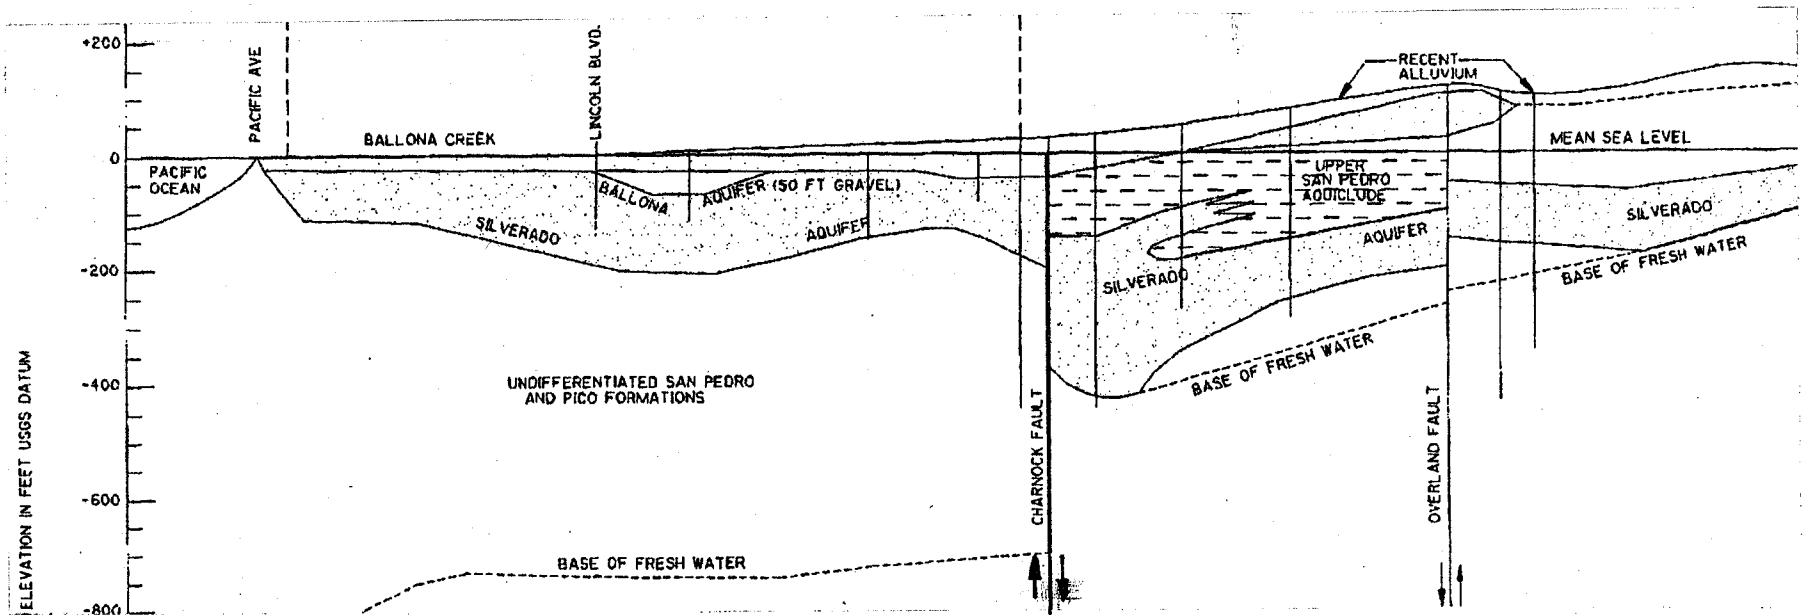 +200
0
-200
-400
-600
-800
ELEVATION IN FEET USGS DATUM
PACIFIC AVE
LINCOLN BLVD.
BALLONA CREEK
PACIFIC
OCEAN
RECENT
ALLUVIUM
MEAN SEA LEVEL
BALLONA
AQUIFER (50 FT GRAVEL)
SILVERADO
AQUIFER
UPPER
SAN PEDRO
AQUICLUDE
SILVERADO
AQUIFER
SILVERADO
BASE OF FRESH WATER
BASE OF FRESH WATER
UNDIFFERENTIATED SAN PEDRO
AND PICO FORMATIONS
CHARNOCK FAULT
OVERLAND FAULT
BASE OF FRESH WATER